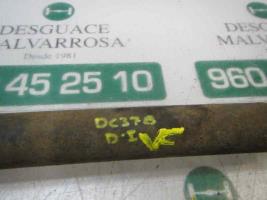 DESGUACE
MALVARROSA
Desde 1981
45 25 10
DESGUACE
MALVARROSA
960
DC378
D·I